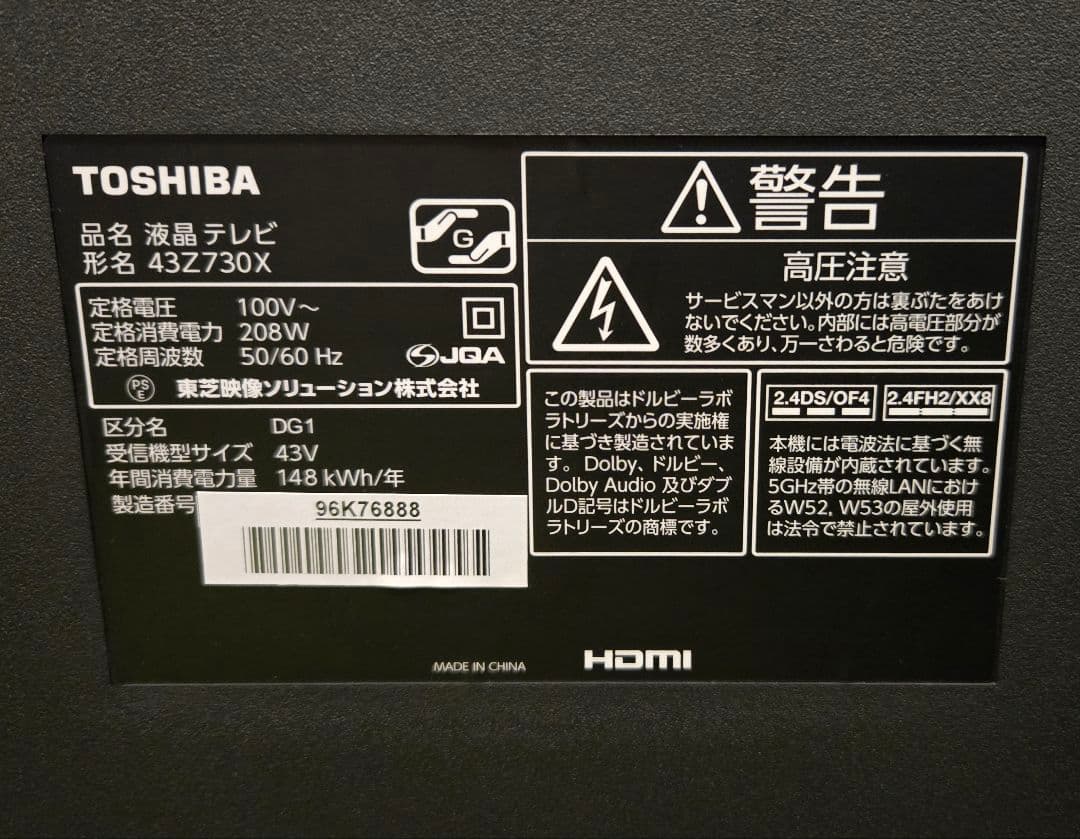 TOSHIBA
品名 液晶テレビ
形名 43Z730X
G
定格電圧 100V～
定格消費電力 208W
定格周波数 50/60 Hz
JQA
PS
E
東芝映像ソリューション株式会社
区分名 DG1
受信機型サイズ 43V
年間消費電力量 148 kWh/年
製造番号
96K76888
MADE IN CHINA
警告
高圧注意
サービスマン以外の方は裏ぶたをあけ
ないでください。内部には高電圧部分が
数多くあり、万一さわると危険です。
この製品はドルビーラボ
ラトリーズからの実施権
に基づき製造されていま
す。Dolby、ドルビー、
Dolby Audio 及びダブ
ルD記号はドルビーラボ
ラトリーズの商標です。
2.4DS/OF4 2.4FH2/XX8
本機には電波法に基づく無
線設備が内蔵されています。
5GHz帯の無線LANにおけ
るW52, W53の屋外使用
は法令で禁止されています。
HDMI